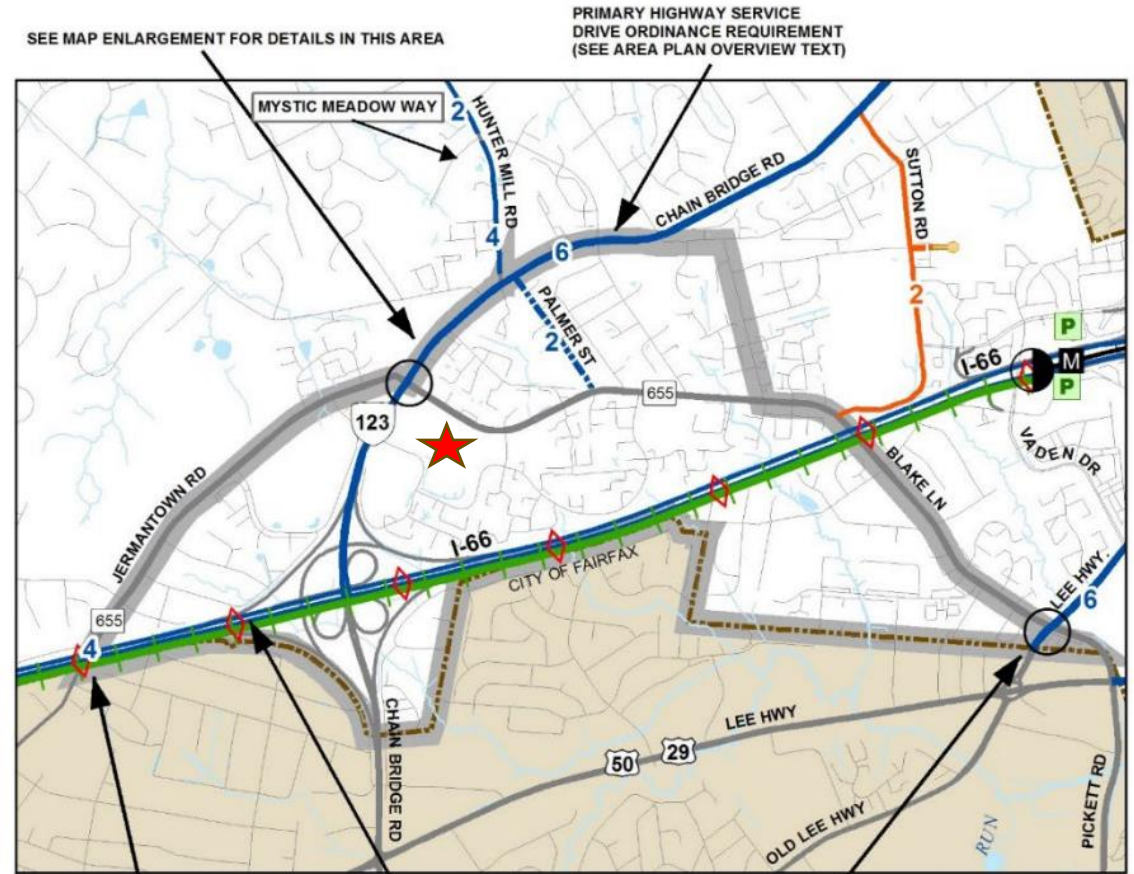 PRIMARY HIGHWAY SERVICE
DRIVE ORDINANCE REQUIREMENT
(SEE AREA PLAN OVERVIEW TEXT)
SEE MAP ENLARGEMENT FOR DETAILS IN THIS AREA
MYSTIC MEADOW WAY
2
HUNTER MILL RD
4
CHAIN BRIDGE RD
6
SUTTON RD
2
PALMER ST
2
P
M
P
I-66
655
123
VADEN DR
BLAKE LN
JERMANTOWN RD
I-66
CITY OF FAIRFAX
LEE HWY.
6
655
4
CHAIN BRIDGE RD
LEE HWY
50
29
OLD LEE HWY
RUN
PICKETT RD